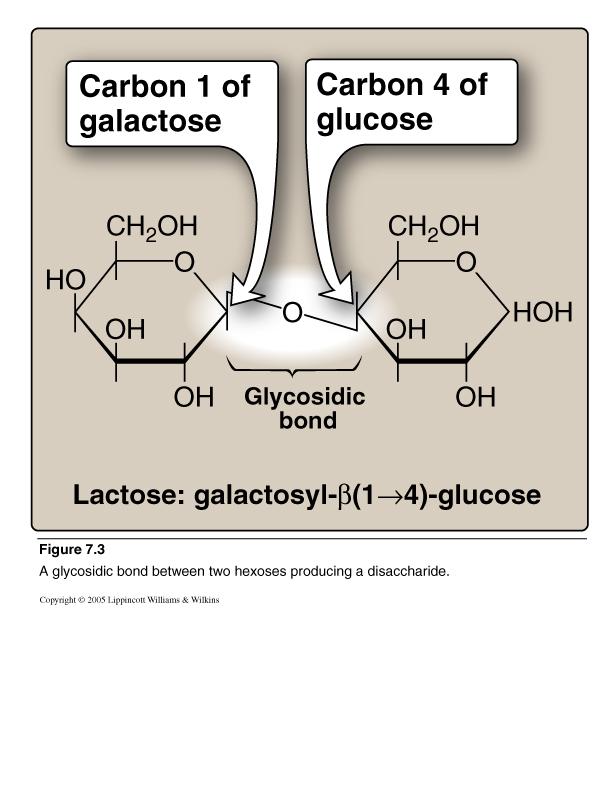 Carbon 1 of
galactose
Carbon 4 of
glucose
CH2OH
CH2OH
O
O
HO
OH
O
OH
HOH
OH
OH
Glycosidic
bond
Lactose: galactosyl-β(1→4)-glucose
Figure 7.3
A glycosidic bond between two hexoses producing a disaccharide.
Copyright © 2005 Lippincott Williams & Wilkins